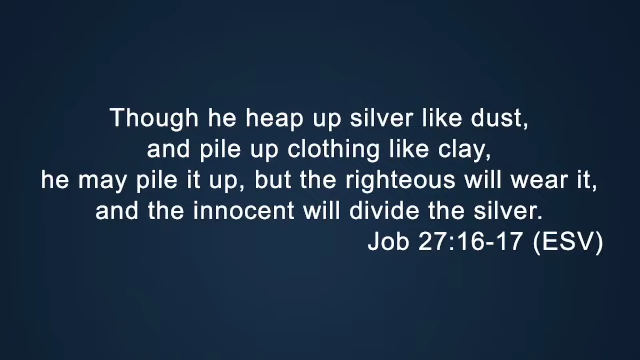 Though he heap up silver like dust,
and pile up clothing like clay,
he may pile it up, but the righteous will wear it,
and the innocent will divide the silver.
Job 27:16-17 (ESV)